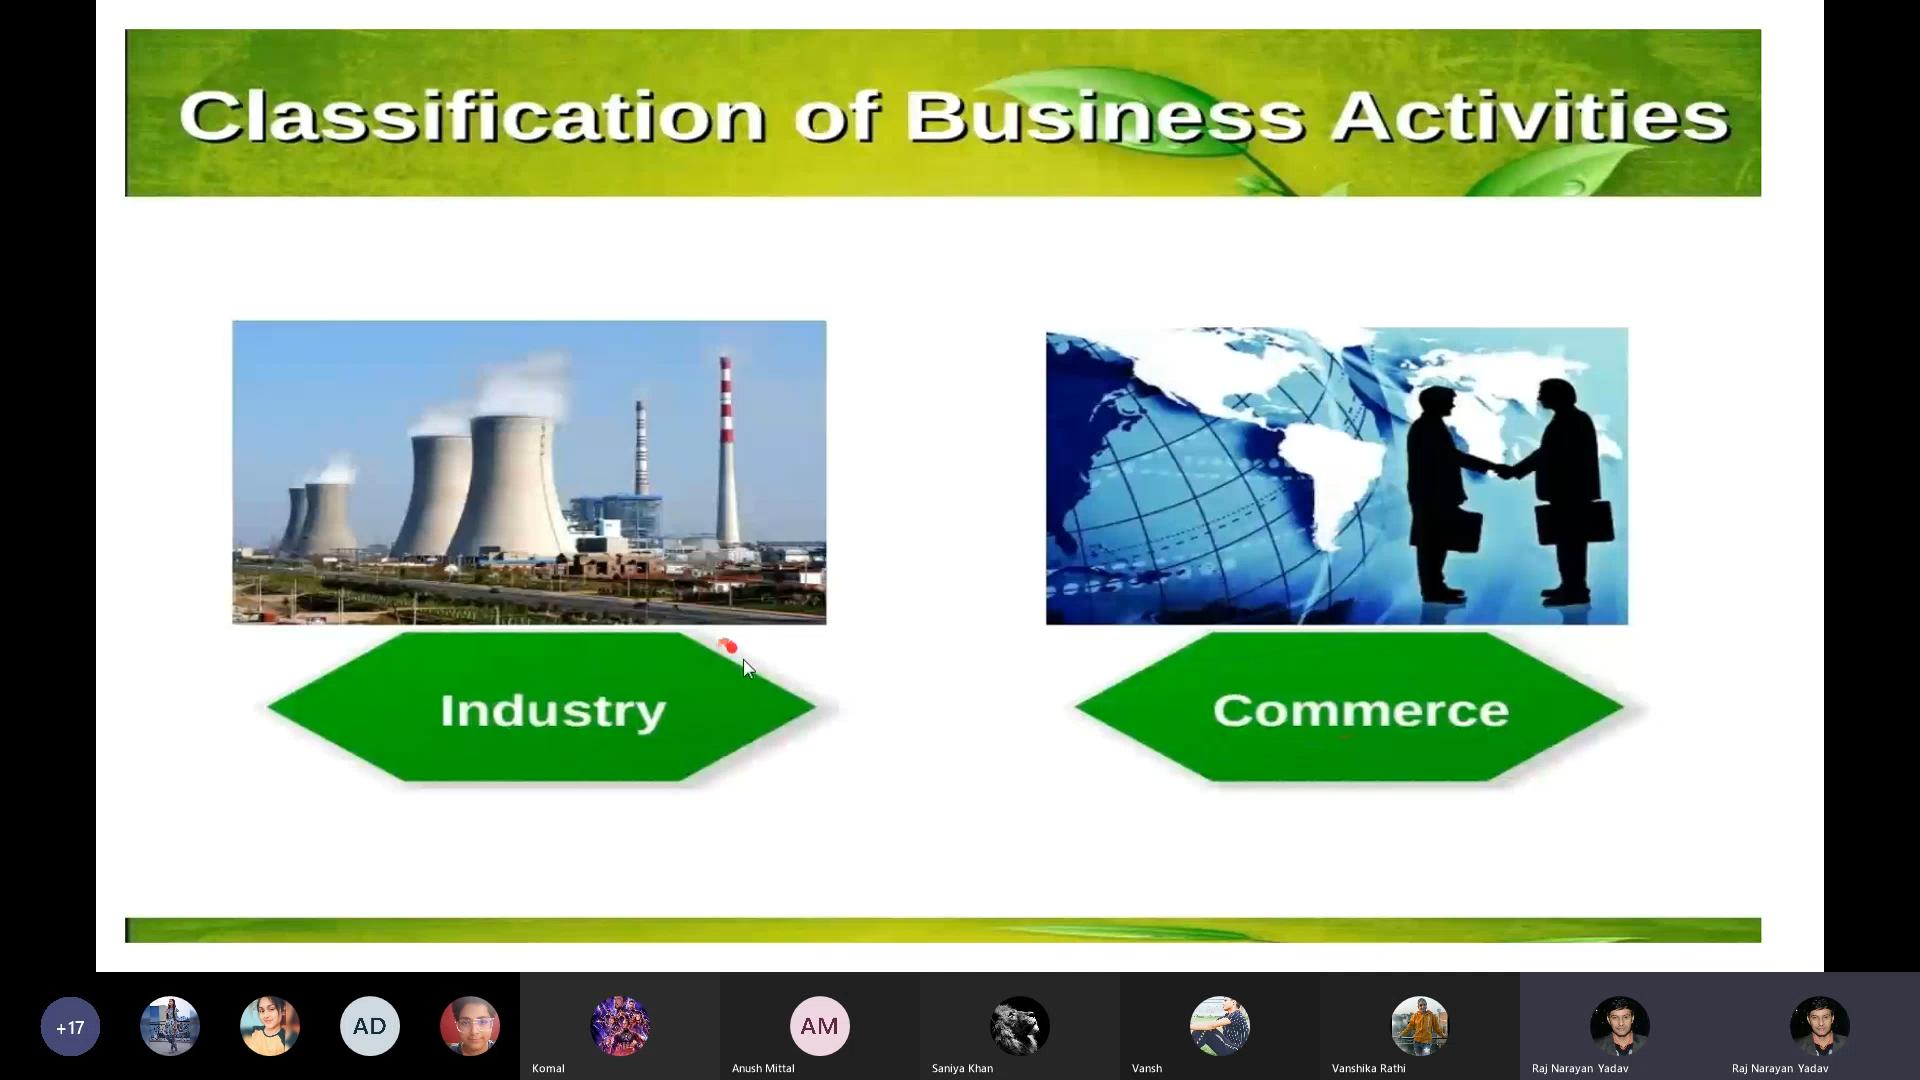 Classification of Business Activities
Industry
Commerce
+17
AD
AM
Komal
Anush Mittal
Saniya Khan
Vansh
Vanshika Rathi
Raj Narayan Yadav
Raj Narayan Yadav